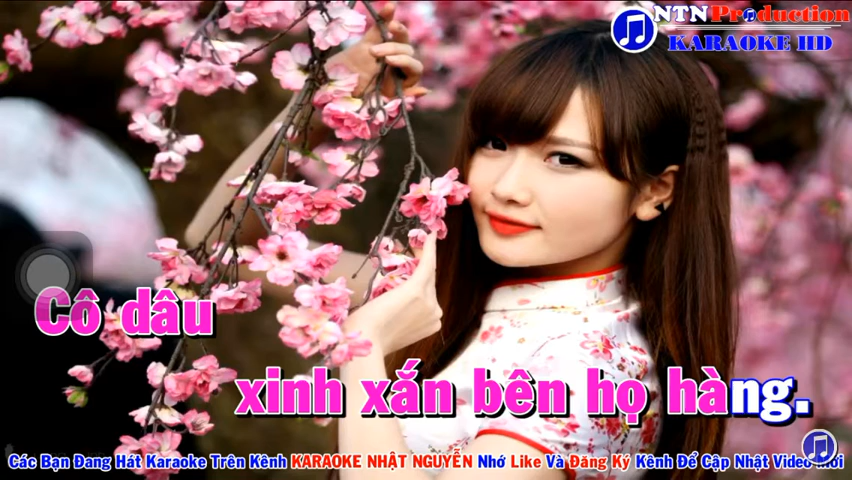 NTN Production
KARAOKE HD
Cô dâu
xinh xắn bên họ hàng.
Các Bạn Đang Hát Karaoke Trên Kênh KARAOKE NHẬT NGUYỄN Nhớ Like Và Đăng Ký Kênh Để Cập Nhật Video Mới